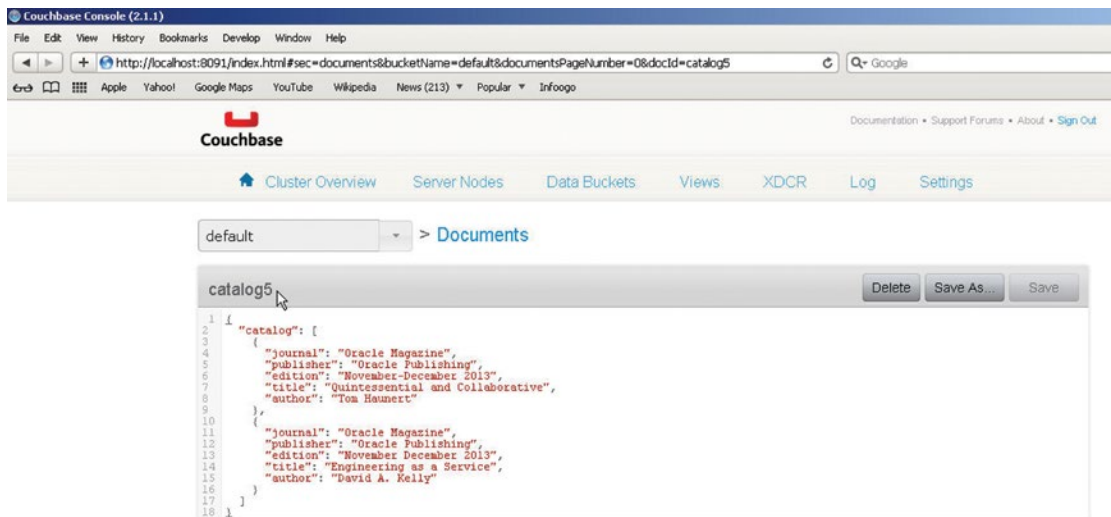 Couchbase Console (2.1.1)
File Edit View History Bookmarks Develop Window Help
http://localhost:8091/index.html#sec=documents&bucketName=default&documentsPageNumber=0&docId=catalog5
Google
Apple Yahoo! Google Maps YouTube Wikipedia News (213) Popular Infoogo
Couchbase
Documentation • Support Forums • About • Sign Out
Cluster Overview Server Nodes Data Buckets Views XDCR Log Settings
default > Documents
catalog5 Delete Save As... Save
1 {
2 "catalog": [
3 {
4 "journal": "Oracle Magazine",
5 "publisher": "Oracle Publishing",
6 "edition": "November-December 2013",
7 "title": "Quintessential and Collaborative",
8 "author": "Tom Haunert"
9 },
10 {
11 "journal": "Oracle Magazine",
12 "publisher": "Oracle Publishing",
13 "edition": "November December 2013",
14 "title": "Engineering as a Service",
15 "author": "David A. Kelly"
16 }
17 ]
18 }